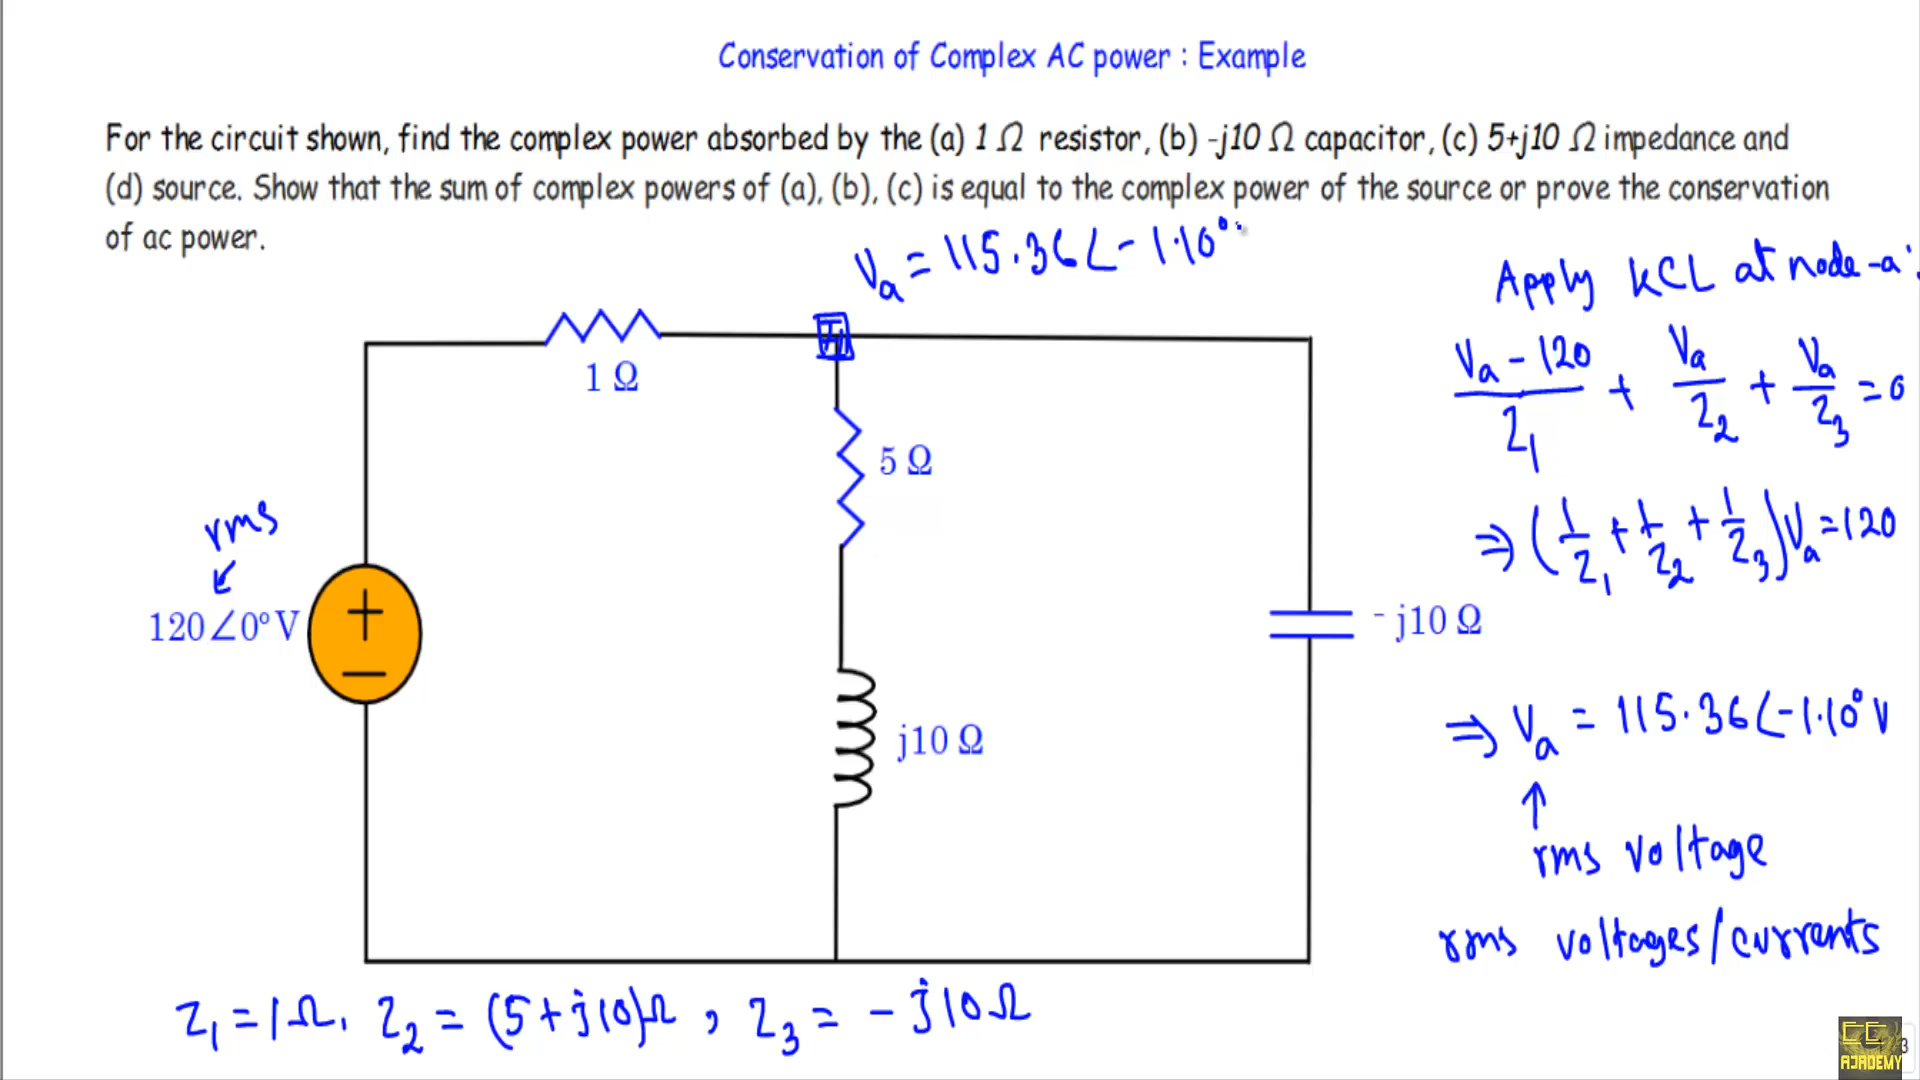 Conservation of Complex AC power : Example
For the circuit shown, find the complex power absorbed by the (a) 1 Ω resistor, (b) -j10 Ω capacitor, (c) 5+j10 Ω impedance and
(d) source. Show that the sum of complex powers of (a), (b), (c) is equal to the complex power of the source or prove the conservation
of ac power.
Va = 115.36∠-1.10°
Apply KCL at node-a:
(Va - 120)/Z1 + Va/Z2 + Va/Z3 = 0
1 Ω
5 Ω
⇒ (1/Z1 + 1/Z2 + 1/Z3)Va = 120
rms
120∠0° V
+
−
- j10 Ω
j10 Ω
⇒ Va = 115.36∠-1.10° V
↑
rms voltage
rms voltages/currents
Z1 = 1Ω, Z2 = (5+j10)Ω, Z3 = -j10Ω
EE
AJADEMY
3